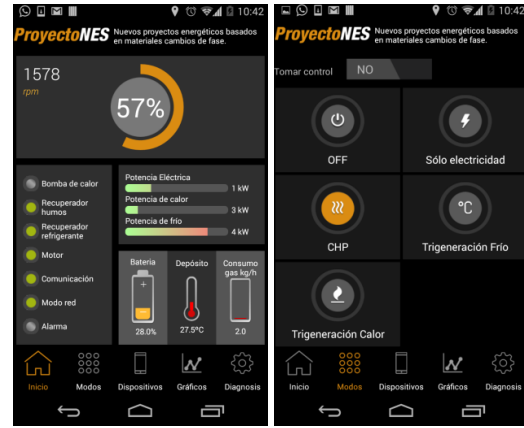 10:42
ProyectoNES
Nuevos proyectos energéticos basados
en materiales cambios de fase.
1578
rpm
57%
Bomba de calor
Recuperador
humos
Recuperador
refrigerante
Motor
Comunicación
Modo red
Alarma
Potencia Eléctrica
1 kW
Potencia de calor
3 kW
Potencia de frío
4 kW
Bateria
28.0%
Depósito
27.5ºC
Consumo
gas kg/h
2.0
Inicio
Modos
Dispositivos
Gráficos
Diagnosis
10:42
ProyectoNES
Nuevos proyectos energéticos basados
en materiales cambios de fase.
Tomar control
NO
OFF
Sólo electricidad
CHP
°C
Trigeneración Frío
Trigeneración Calor
Inicio
Modos
Dispositivos
Gráficos
Diagnosis